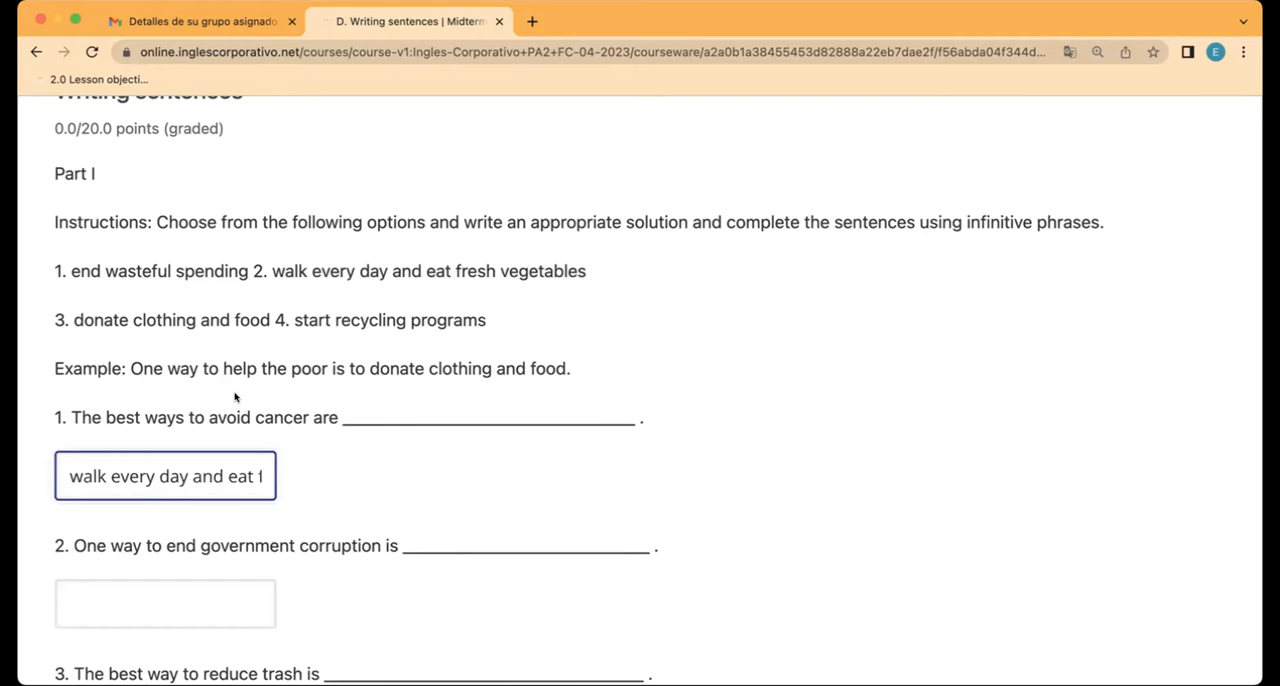 Detalles de su grupo asignado
D. Writing sentences | Midterm
online.inglescorporativo.net/courses/course-v1:Ingles-Corporativo+PA2+FC-04-2023/courseware/a2a0b1a38455453d82888a22eb7dae2f/f56abda04f344d...
E
2.0 Lesson objecti...
Writing sentences
0.0/20.0 points (graded)
Part I
Instructions: Choose from the following options and write an appropriate solution and complete the sentences using infinitive phrases.
1. end wasteful spending 2. walk every day and eat fresh vegetables
3. donate clothing and food 4. start recycling programs
Example: One way to help the poor is to donate clothing and food.
1. The best ways to avoid cancer are ______________________________ .
walk every day and eat f
2. One way to end government corruption is __________________________ .
3. The best way to reduce trash is _________________________________ .